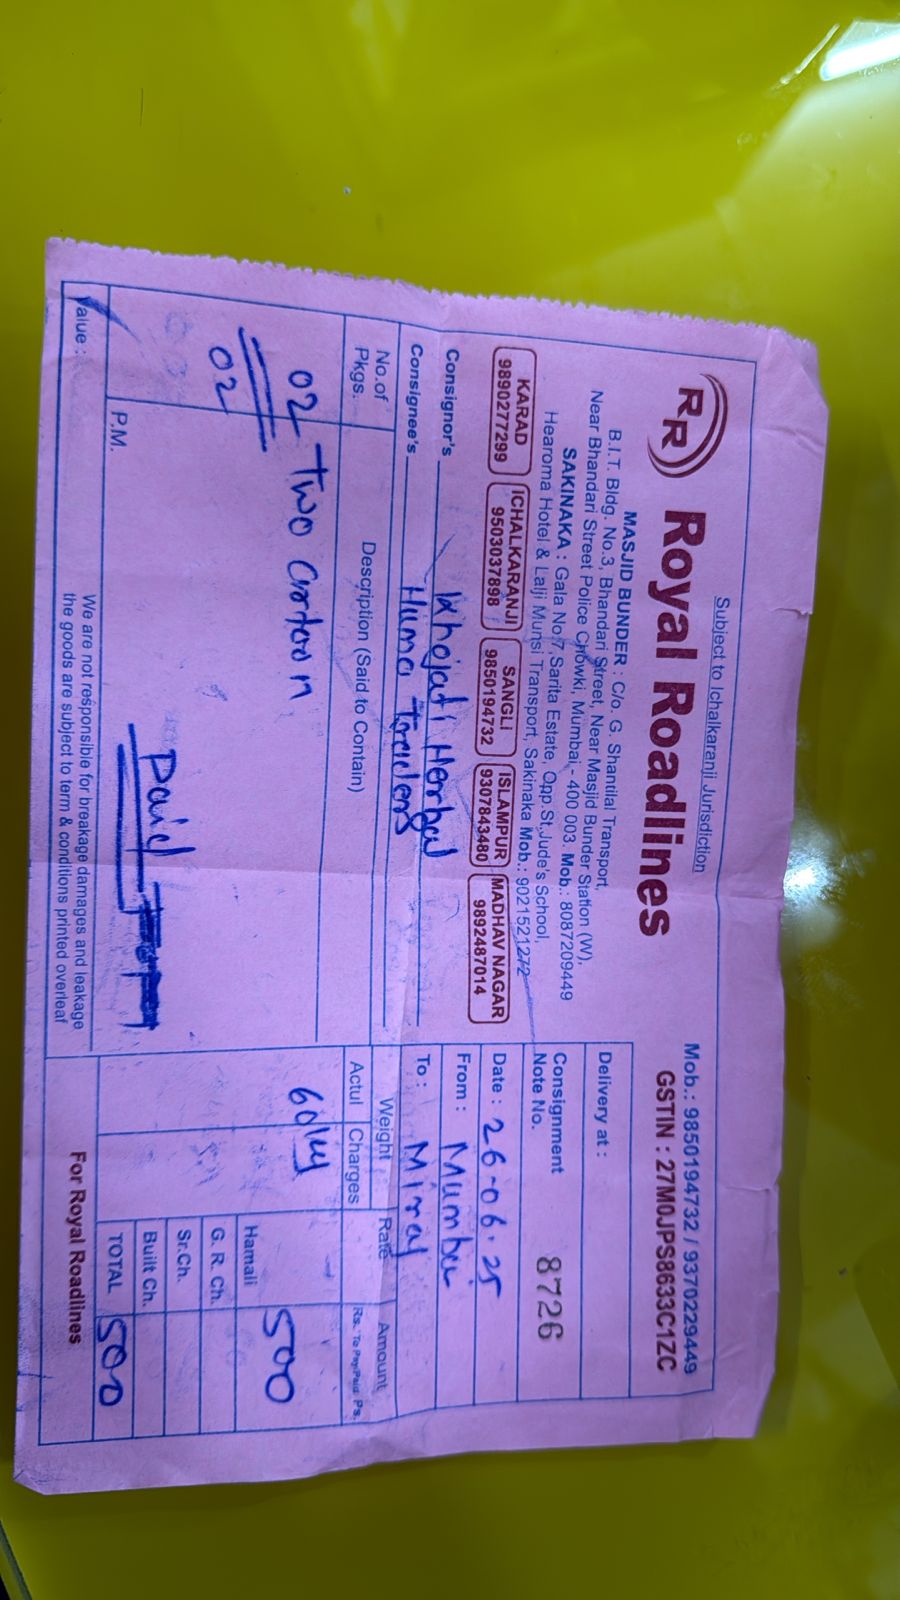 Subject to Ichalkaranji Jurisdiction
Mob.: 9850194732 / 9370229449
GSTIN : 27M0JPS8633C1ZC
RR Royal Roadlines
MASJID BUNDER : C/o. G. Shantilal Transport,
B.I.T. Bldg. No.3, Bhandari Street, Near Masjid Bunder Station (W),
Near Bhandari Street Police Chowki, Mumbai - 400 003. Mob.: 8087209449
SAKINAKA : Gala No.7, Sarita Estate, Opp.St.Jude's School,
Hearoma Hotel & Lalji Munsi Transport, Sakinaka Mob.: 9021521272
KARAD 9890277299
ICHALKARANJI 9503037898
SANGLI 9850194732
ISLAMPUR 9307843480
MADHAV NAGAR 9892487014
Delivery at :
Consignment Note No. 8726
Date : 26-06.25
From : Mumbai
To : Miraj
Consignor's Khojati Herbal
Consignee's Huma Traders
No.of Pkgs.
Description (Said to Contain)
Weight
Actul Charges
Rate
Amount
Rs. To Pay/Paid Ps.
02 Two Cartoon
60 kg
500
02
Paid
Hamali
G. R. Ch.
Sr.Ch.
Built Ch.
TOTAL 500
P.M.
Value :
We are not responsible for breakage damages and leakage
the goods are subject to term & conditions printed overleaf
For Royal Roadlines